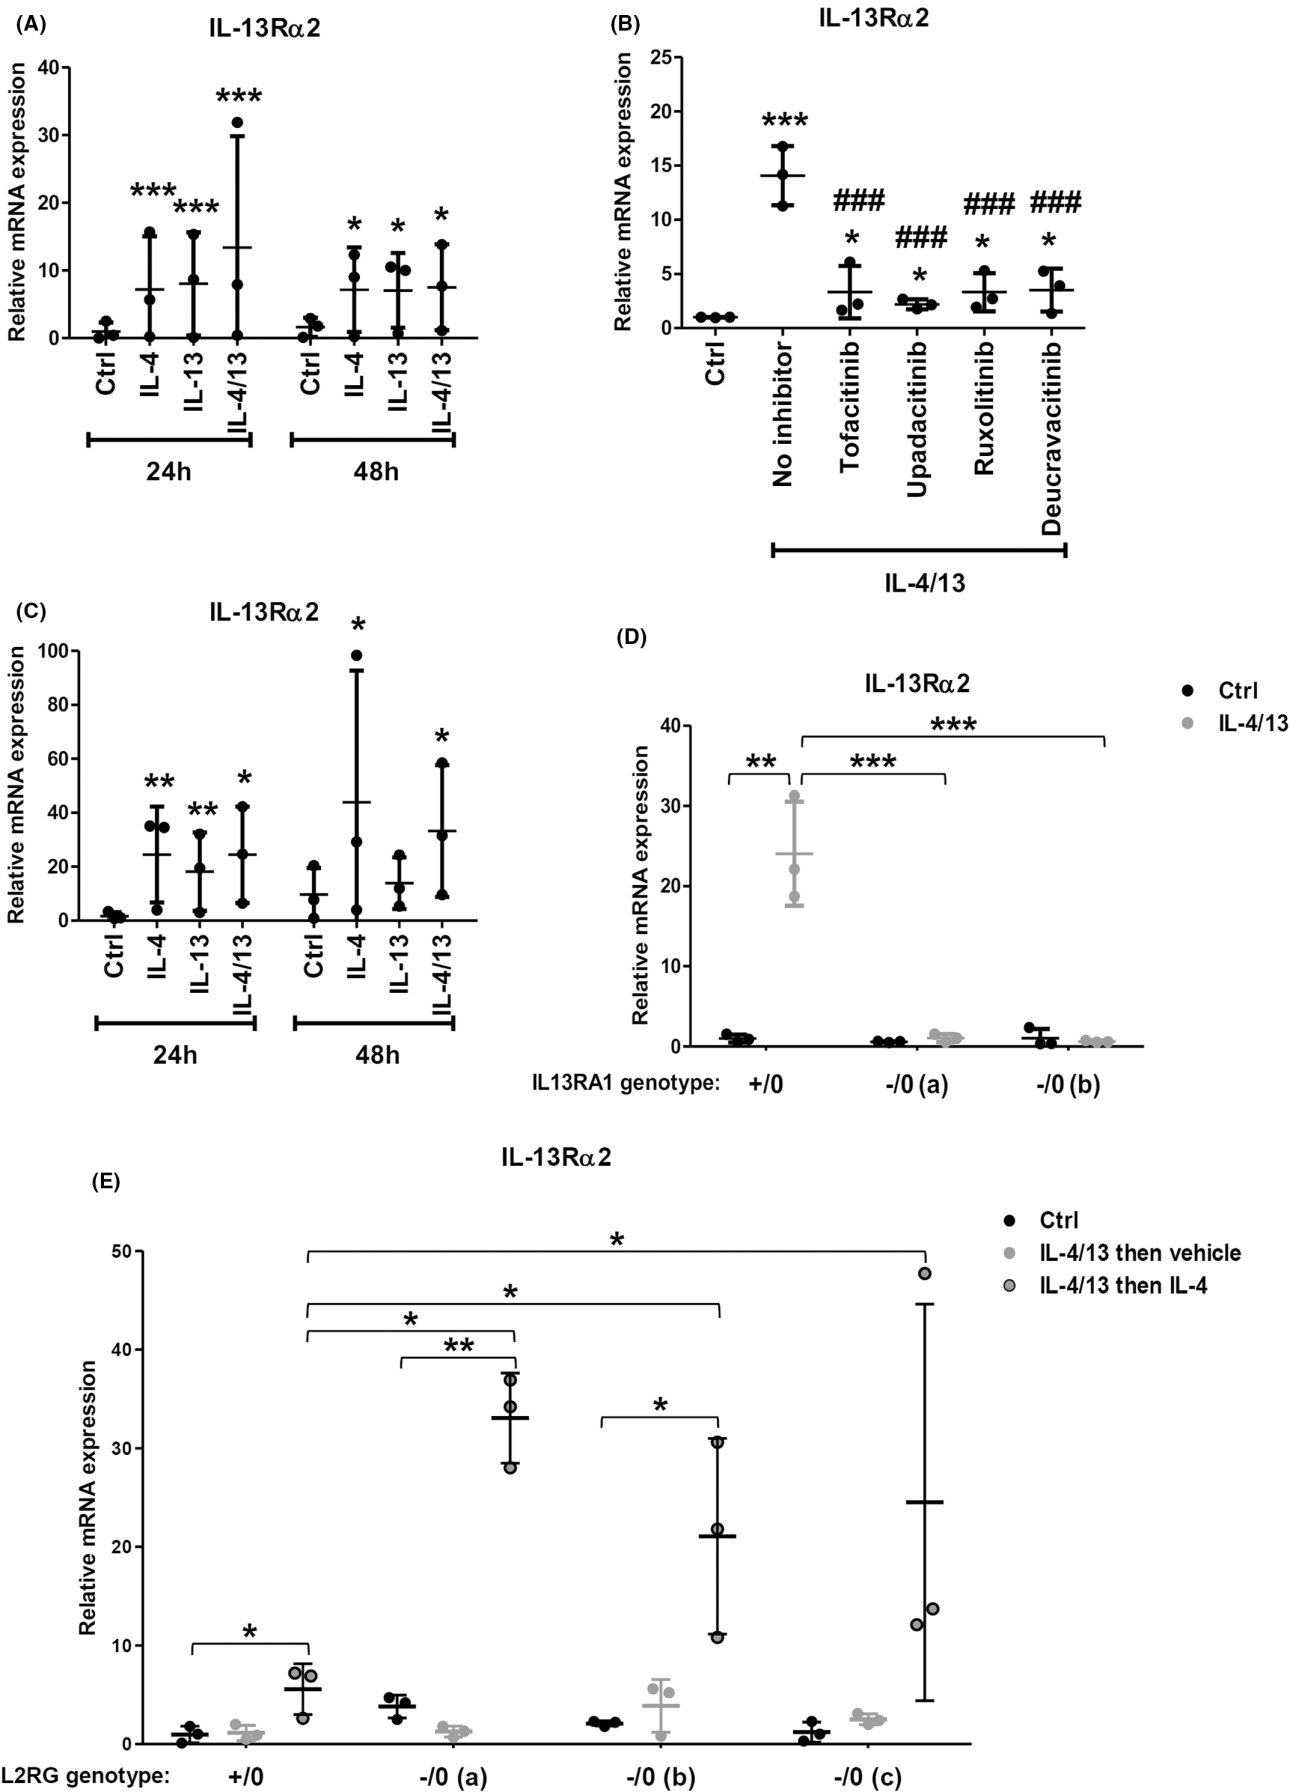 (A)
IL-13Rα2
Relative mRNA expression
40
30
20
10
0
***
***
***
*
*
*
Ctrl
IL-4
IL-13
IL-4/13
Ctrl
IL-4
IL-13
IL-4/13
24h
48h
(B)
IL-13Rα2
Relative mRNA expression
25
20
15
10
5
0
***
###
*
###
*
###
*
###
*
Ctrl
No inhibitor
Tofacitinib
Upadacitinib
Ruxolitinib
Deucravacitinib
IL-4/13
(C)
IL-13Rα2
Relative mRNA expression
100
80
60
40
20
0
**
**
*
*
*
Ctrl
IL-4
IL-13
IL-4/13
Ctrl
IL-4
IL-13
IL-4/13
24h
48h
(D)
IL-13Rα2
Ctrl
IL-4/13
Relative mRNA expression
40
30
20
10
0
***
**
***
IL13RA1 genotype:
+/0
-/0 (a)
-/0 (b)
(E)
IL-13Rα2
Ctrl
IL-4/13 then vehicle
IL-4/13 then IL-4
Relative mRNA expression
50
40
30
20
10
0
*
*
*
**
*
*
L2RG genotype:
+/0
-/0 (a)
-/0 (b)
-/0 (c)